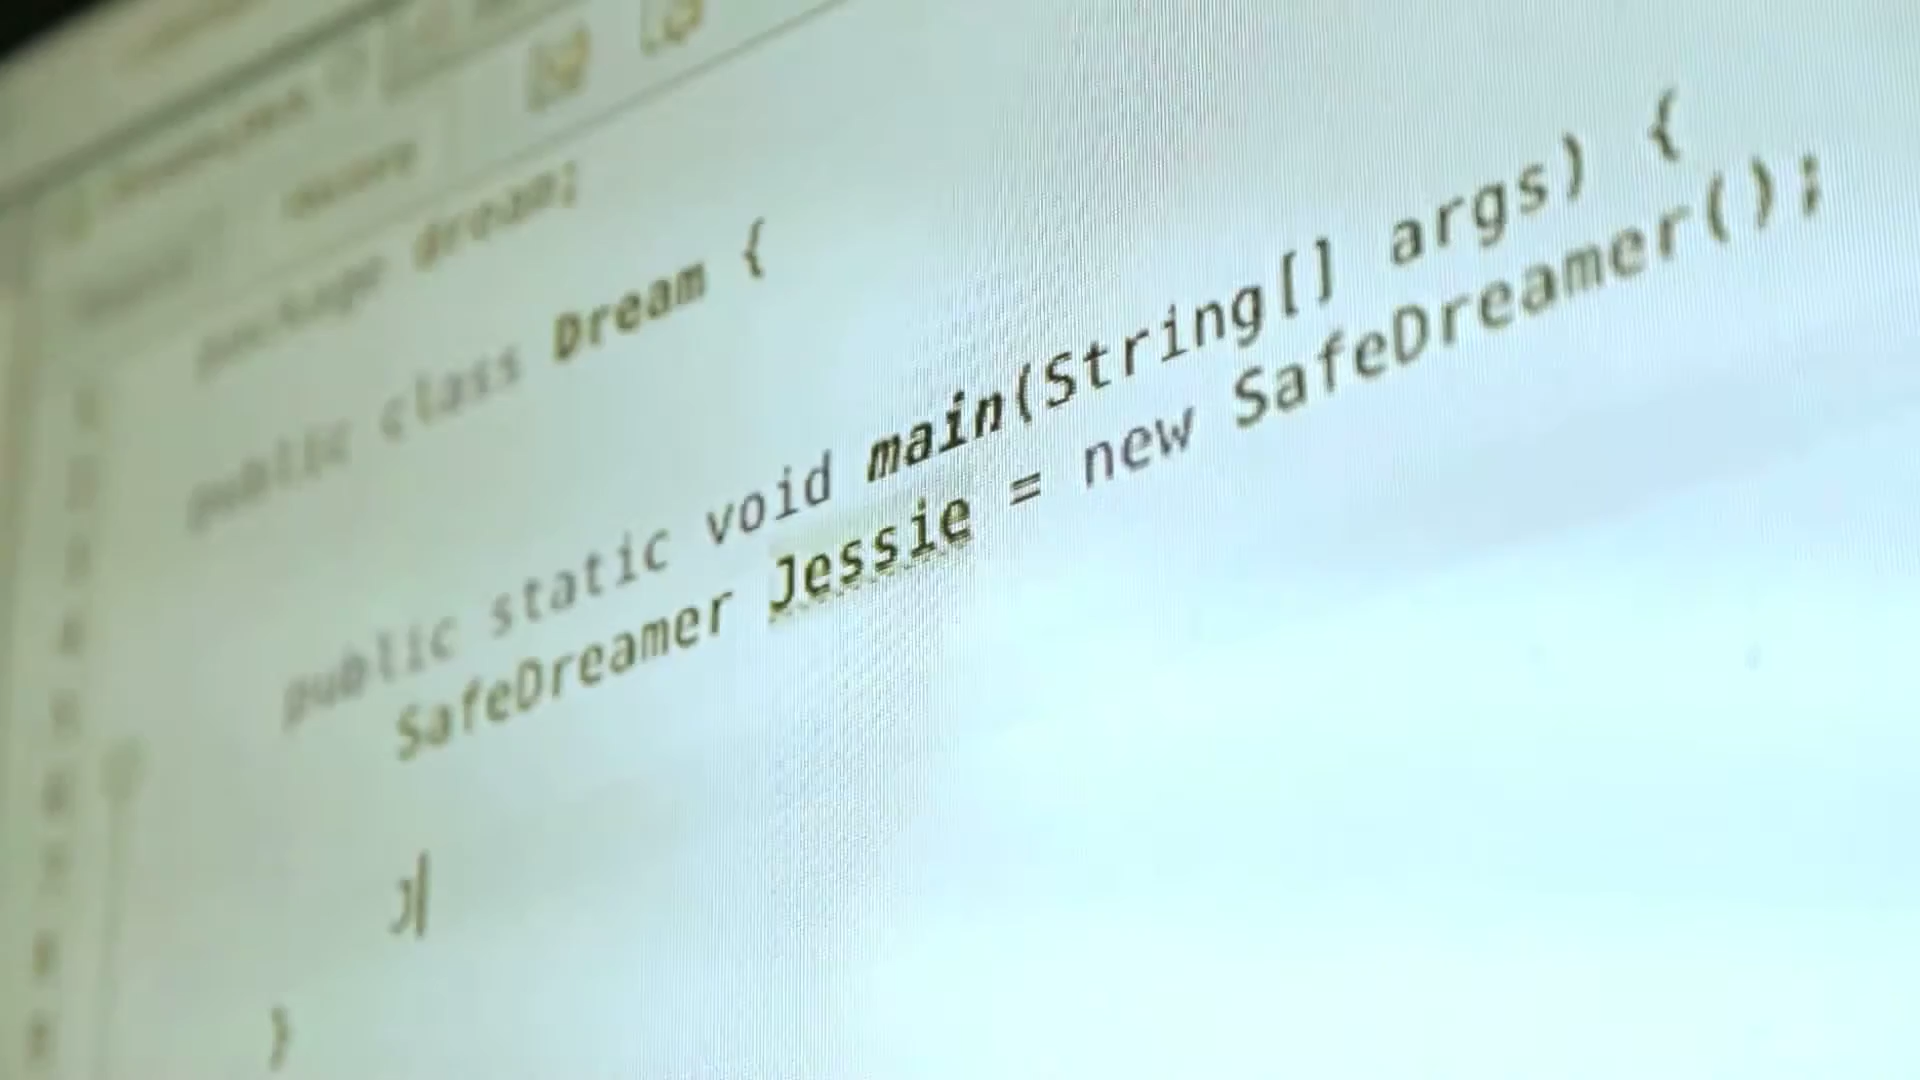 package dream;
public class Dream {
public static void main(String[] args) {
SafeDreamer Jessie = new SafeDreamer();
J
}